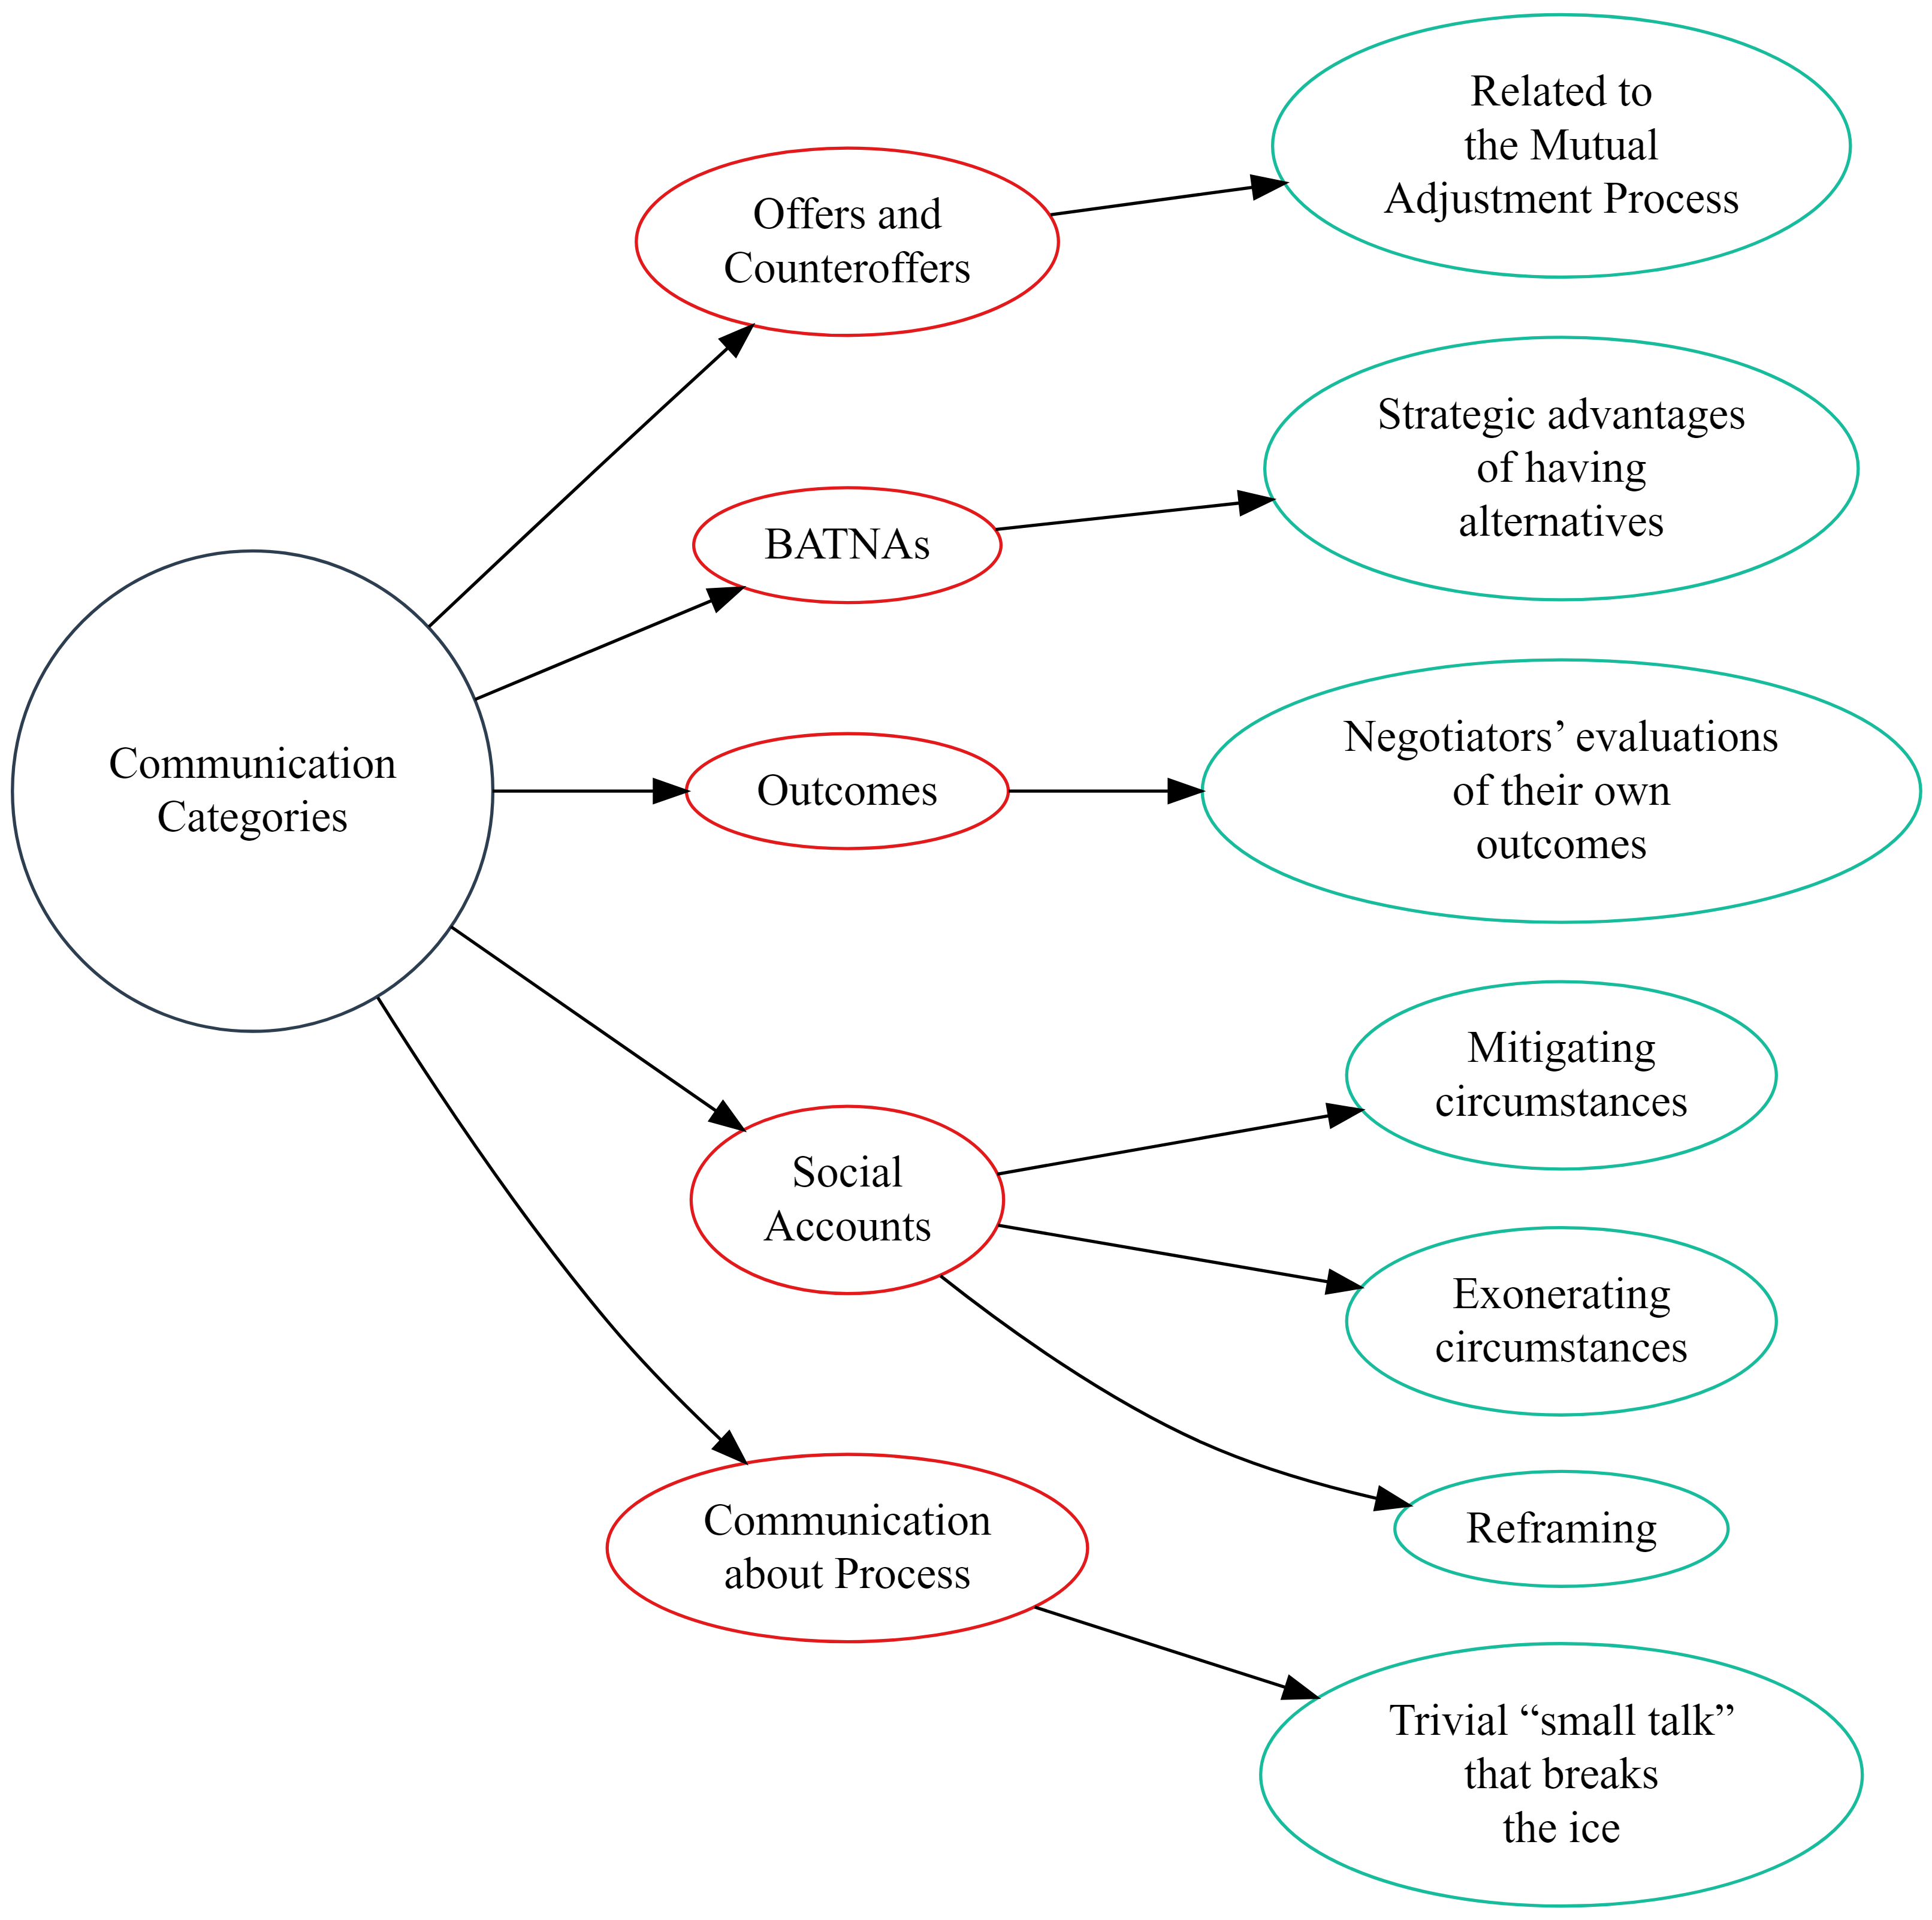 Communication
Categories
Offers and
Counteroffers
Related to
the Mutual
Adjustment Process
BATNAs
Strategic advantages
of having
alternatives
Outcomes
Negotiators’ evaluations
of their own
outcomes
Social
Accounts
Mitigating
circumstances
Exonerating
circumstances
Reframing
Communication
about Process
Trivial “small talk”
that breaks
the ice